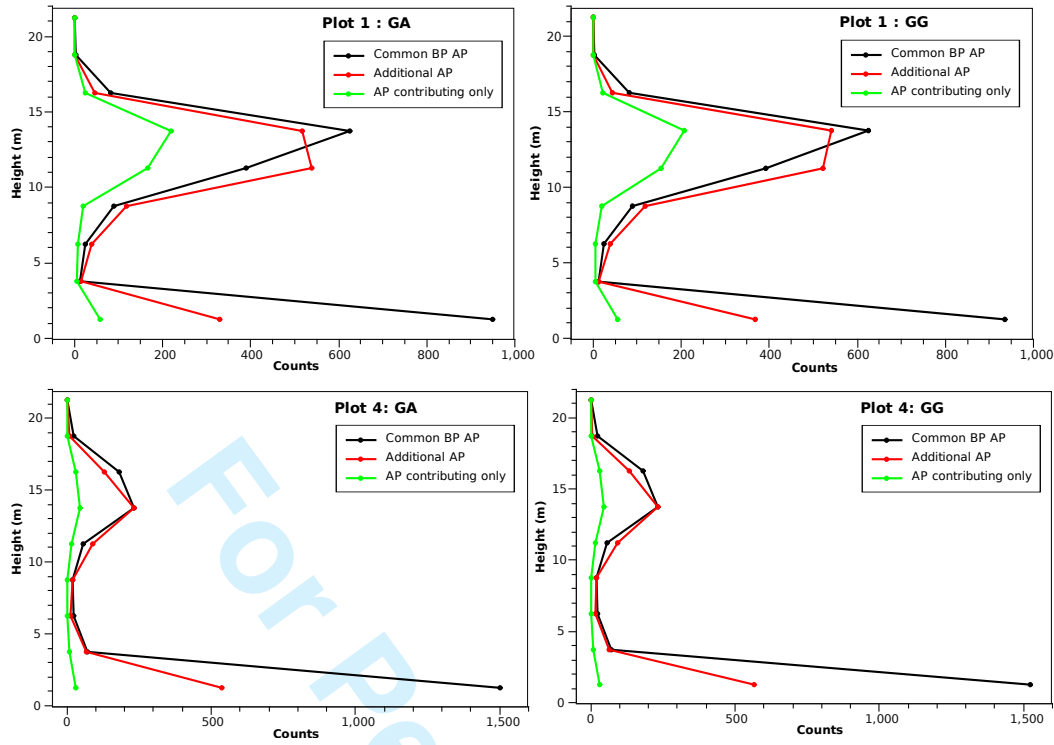 Plot 1 : GA
Common BP AP
Additional AP
AP contributing only
Height (m)
20
15
10
5
0
0 200 400 600 800 1,000
Counts
Plot 1 : GG
Common BP AP
Additional AP
AP contributing only
Height (m)
20
15
10
5
0
0 200 400 600 800 1,000
Counts
Plot 4: GA
Common BP AP
Additional AP
AP contributing only
Height (m)
20
15
10
5
0
0 500 1,000 1,500
Counts
Plot 4: GG
Common BP AP
Additional AP
AP contributing only
Height (m)
20
15
10
5
0
0 500 1,000 1,500
Counts
For Pe